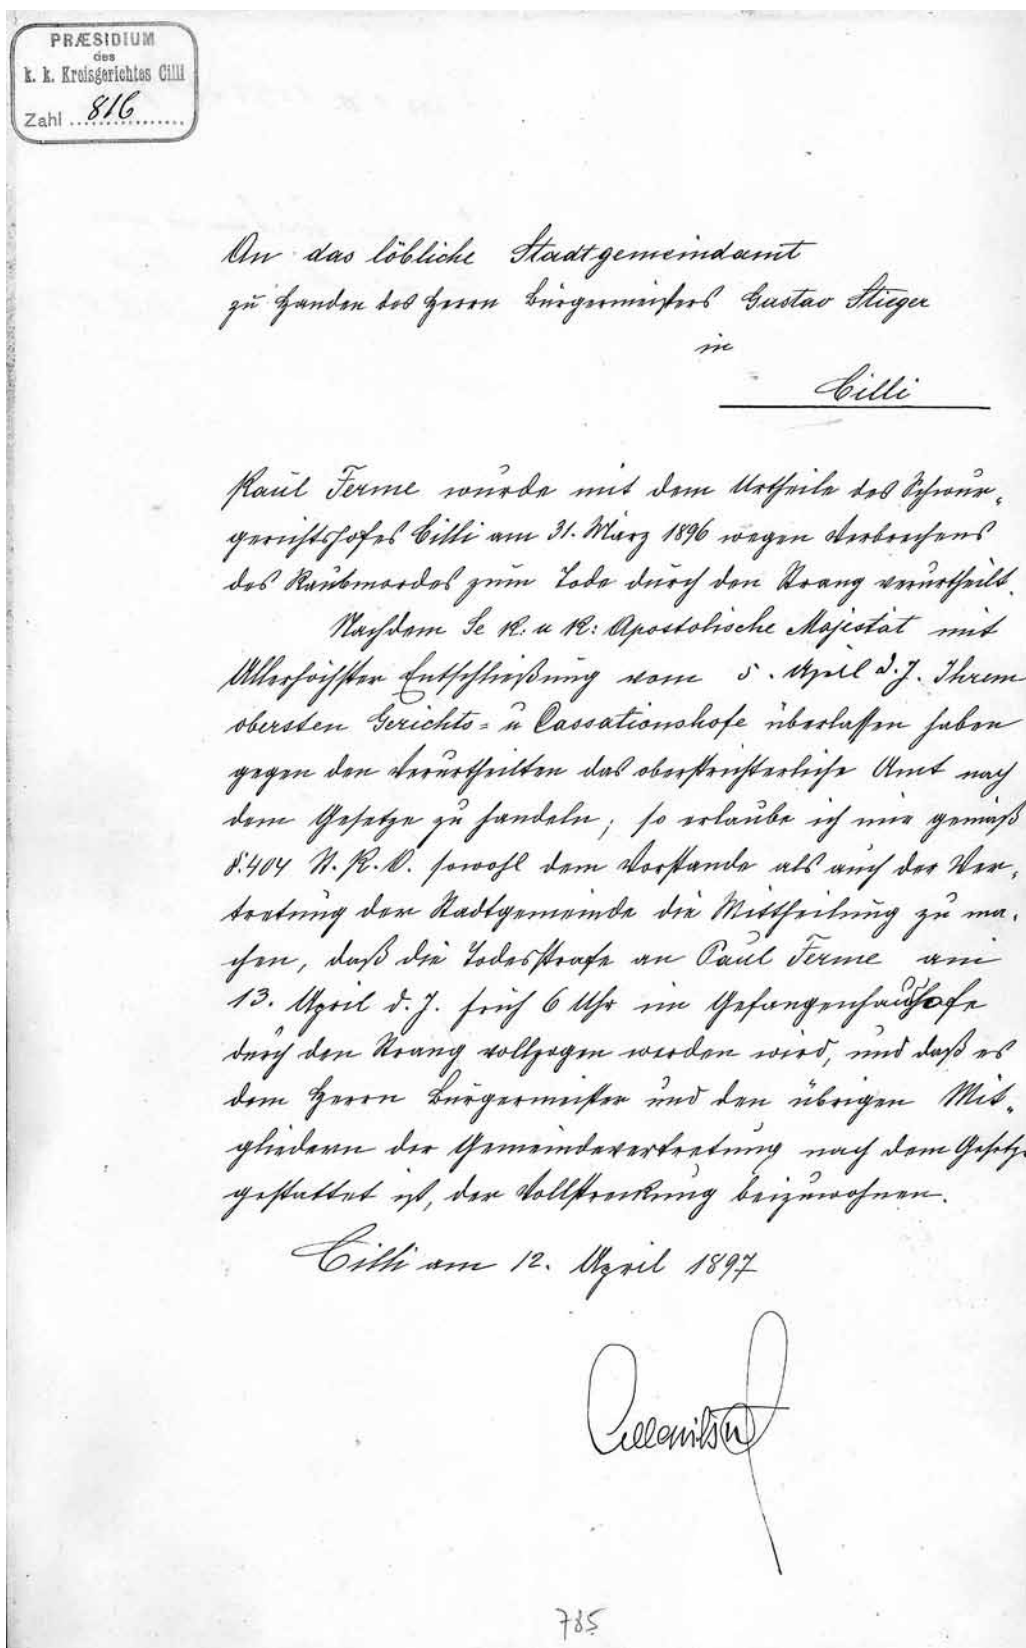 PRÆSIDIUM
des
k. k. Kreisgerichtes Cilli
Zahl 816
An das löbliche Stadtgemeindamt
zu Handen des Herrn Bürgermeisters Gustav Stieger
in
Cilli
Paul Ferme wurde mit dem Urtheile des Schwur-
gerichtshofes Cilli am 31. März 1896 wegen Verbrechens
des Raubmordes zum Tode durch den Strang verurtheilt.
Nachdem Se K: u K: Apostolische Majestät mit
Allerhöchster Entschließung vom 5. April d. J. Ihrem
obersten Gerichts= u Cassationshofe überlassen haben
gegen den Verurtheilten das oberstrichterliche Amt nach
dem Gesetze zu handeln; so erlaube ich mir gemäß
§. 404 St. P. O. sowohl dem Vorstande als auch der Ver-
tretung der Stadtgemeinde die Mittheilung zu ma-
chen, daß die Todesstrafe an Paul Ferme am
13. April d. J. früh 6 Uhr im Gefangenhaushofe
durch den Strang vollzogen werden wird, und daß es
dem Herrn Bürgermeister und den übrigen Mit-
gliedern der Gemeindevertretung nach dem Gesetze
gestattet ist, der Vollstreckung beizuwohnen.
Cilli am 12. April 1897
785